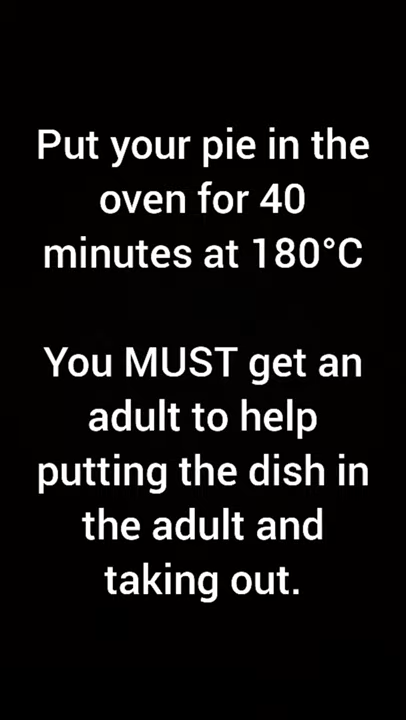 Put your pie in the
oven for 40
minutes at 180°C
You MUST get an
adult to help
putting the dish in
the adult and
taking out.